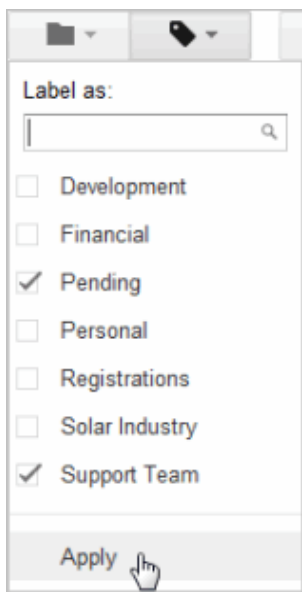 Label as:
Development
Financial
Pending
Personal
Registrations
Solar Industry
Support Team
Apply